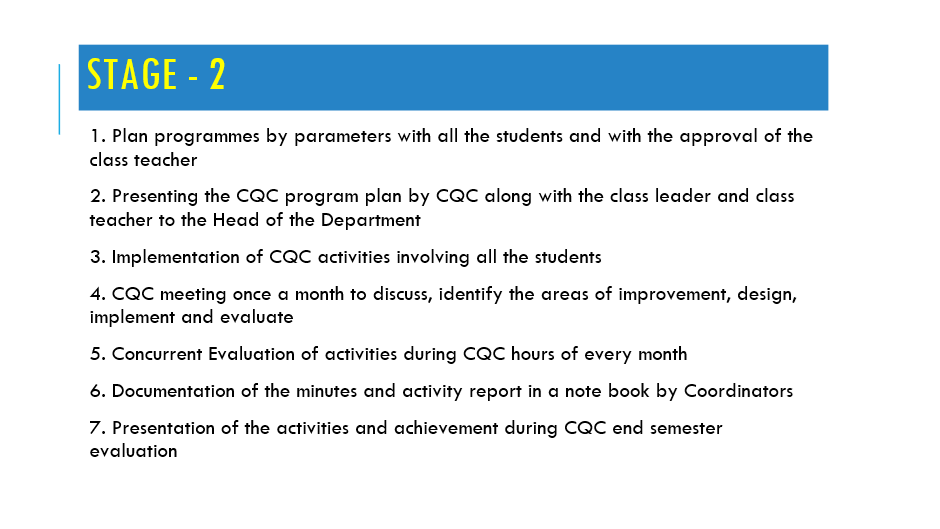 STAGE - 2
1. Plan programmes by parameters with all the students and with the approval of the
class teacher
2. Presenting the CQC program plan by CQC along with the class leader and class
teacher to the Head of the Department
3. Implementation of CQC activities involving all the students
4. CQC meeting once a month to discuss, identify the areas of improvement, design,
implement and evaluate
5. Concurrent Evaluation of activities during CQC hours of every month
6. Documentation of the minutes and activity report in a note book by Coordinators
7. Presentation of the activities and achievement during CQC end semester
evaluation